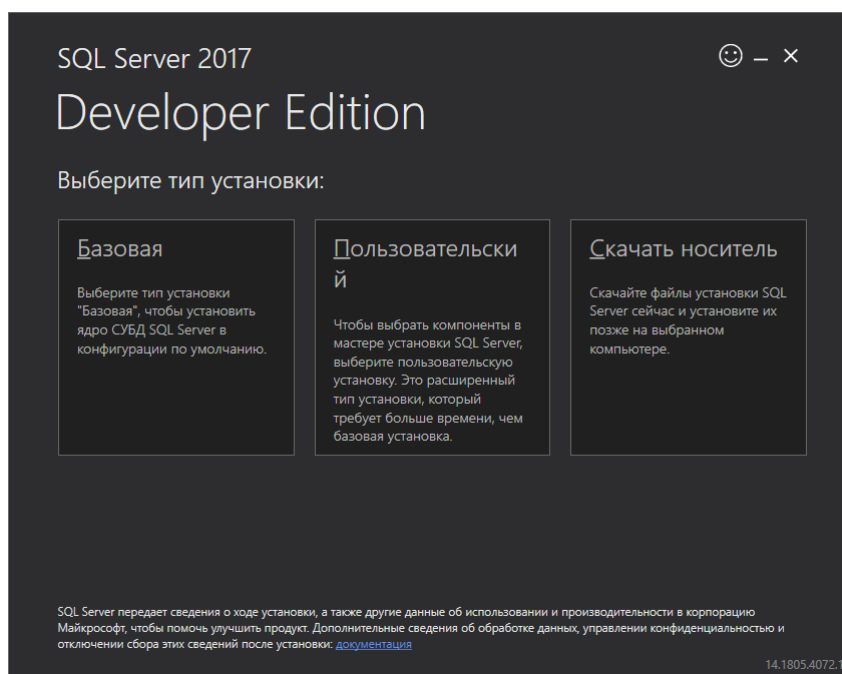 SQL Server 2017
Developer Edition
Выберите тип установки:
Базовая
Выберите тип установки
"Базовая", чтобы установить
ядро СУБД SQL Server в
конфигурации по умолчанию.
Пользовательски
й
Чтобы выбрать компоненты в
мастере установки SQL Server,
выберите пользовательскую
установку. Это расширенный
тип установки, который
требует больше времени, чем
базовая установка.
Скачать носитель
Скачайте файлы установки SQL
Server сейчас и установите их
позже на выбранном
компьютере.
SQL Server передает сведения о ходе установки, а также другие данные об использовании и производительности в корпорацию
Майкрософт, чтобы помочь улучшить продукт. Дополнительные сведения об обработке данных, управлении конфиденциальностью и
отключении сбора этих сведений после установки: документация
14.1805.4072.1